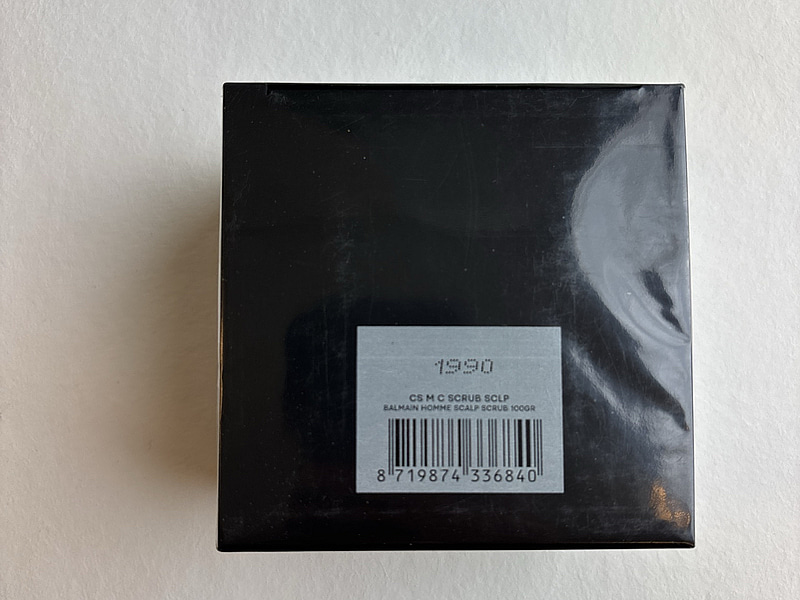 1990
CS M C SCRUB SCLP
BALMAIN HOMME SCALP SCRUB 100GR
8 719874 336840